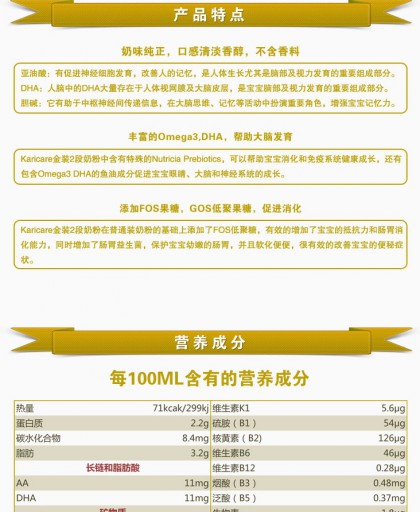 产品特点
奶味纯正，口感清淡香醇，不含香料
亚油酸：有促进神经细胞发育，改善人的记忆，是人体生长尤其是脑部及视力发育的重要组成部分。
DHA：人脑中的DHA大量存在于人体视网膜及大脑皮层，是宝宝脑部及视力发育的重要组成部分。
胆碱：它有助于中枢神经间传递信息，在大脑思维、记忆等活动中扮演重要角色，增强宝宝记忆力。
丰富的Omega3,DHA，帮助大脑发育
Karicare金装2段奶粉中含有特殊的Nutricia Prebiotics，可以帮助宝宝消化和免疫系统健康成长，还有
包含Omega3 DHA的鱼油成分促进宝宝眼睛、大脑和神经系统的成长。
添加FOS果糖，GOS低聚果糖，促进消化
Karicare金装2段奶粉在普通装奶粉的基础上添加了FOS低聚糖，有效的增加了宝宝的抵抗力和肠胃消
化能力，同时增加了肠胃益生菌，保护宝宝幼嫩的肠胃，并且软化便便，很有效的改善宝宝的便秘症
状。
营养成分
每100ML含有的营养成分
热量 71kcak/299kj 维生素K1 5.6μg
蛋白质 2.2g 硫胺（B1） 54μg
碳水化合物 8.4mg 核黄素（B2) 126μg
脂肪 3.2g 维生素B6 46μg
长链和脂肪酸 维生素B12 0.28μg
AA 11mg 烟酸（B3） 0.48mg
DHA 11mg 泛酸（B5） 0.37mg